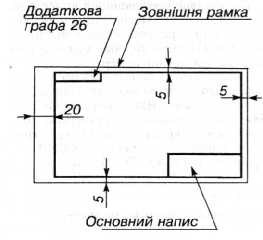 Додаткова
графа 26
Зовнішня рамка
5
5
20
5
Основний напис